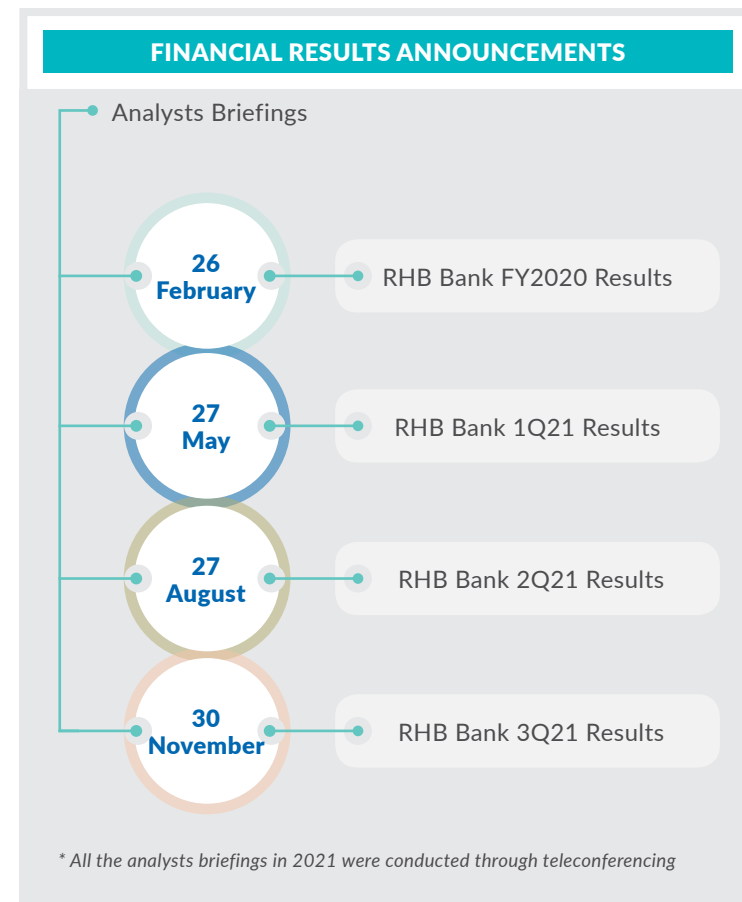 FINANCIAL RESULTS ANNOUNCEMENTS
Analysts Briefings
26
February
RHB Bank FY2020 Results
27
May
RHB Bank 1Q21 Results
27
August
RHB Bank 2Q21 Results
30
November
RHB Bank 3Q21 Results
* All the analysts briefings in 2021 were conducted through teleconferencing